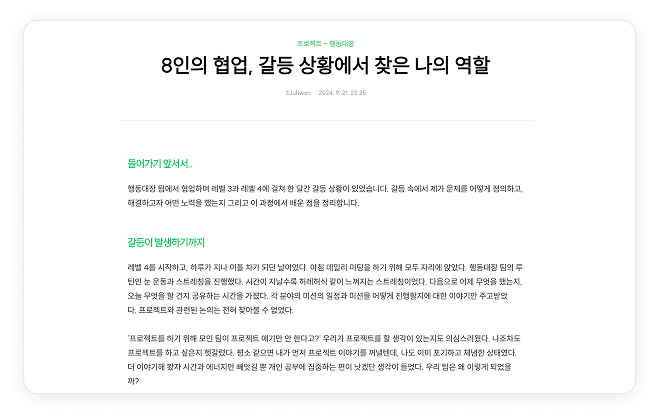 프로젝트 - 행동대장
8인의 협업, 갈등 상황에서 찾은 나의 역할
3Juhwan | 2024. 9. 21. 23:25
들어가기 앞서서..
행동대장 팀에서 협업하며 레벨 3과 레벨 4에 걸쳐 한 달간 갈등 상황이 있었습니다. 갈등 속에서 제가 문제를 어떻게 정의하고,
해결하고자 어떤 노력을 했는지 그리고 이 과정에서 배운 점을 정리합니다.
갈등이 발생하기까지
레벨 4를 시작하고, 하루가 지나 이틀 차가 되던 날이었다. 아침 데일리 미팅을 하기 위해 모두 자리에 앉았다. 행동대장 팀의 루
틴인 눈 운동과 스트레칭을 진행했다. 시간이 지날수록 허레허식 같이 느껴지는 스트레칭이었다. 다음으로 어제 무엇을 했는지,
오늘 무엇을 할 건지 공유하는 시간을 가졌다. 각 분야의 미션의 일정과 미션을 어떻게 진행할지에 대한 이야기만 주고받았
다. 프로젝트와 관련된 논의는 전혀 찾아볼 수 없었다.
'프로젝트를 하기 위해 모인 팀이 프로젝트 얘기만 안 한다고?' 우리가 프로젝트를 할 생각이 있는지도 의심스러웠다. 나조차도
프로젝트를 하고 싶은지 헷갈렸다. 평소 같으면 내가 먼저 프로젝트 이야기를 꺼낼텐데, 나도 이미 포기하고 체념한 상태였다.
더 이야기해 봤자 시간과 에너지만 빼앗길 뿐 개인 공부에 집중하는 편이 낫겠단 생각이 들었다. 우리 팀은 왜 이렇게 되었을
까?